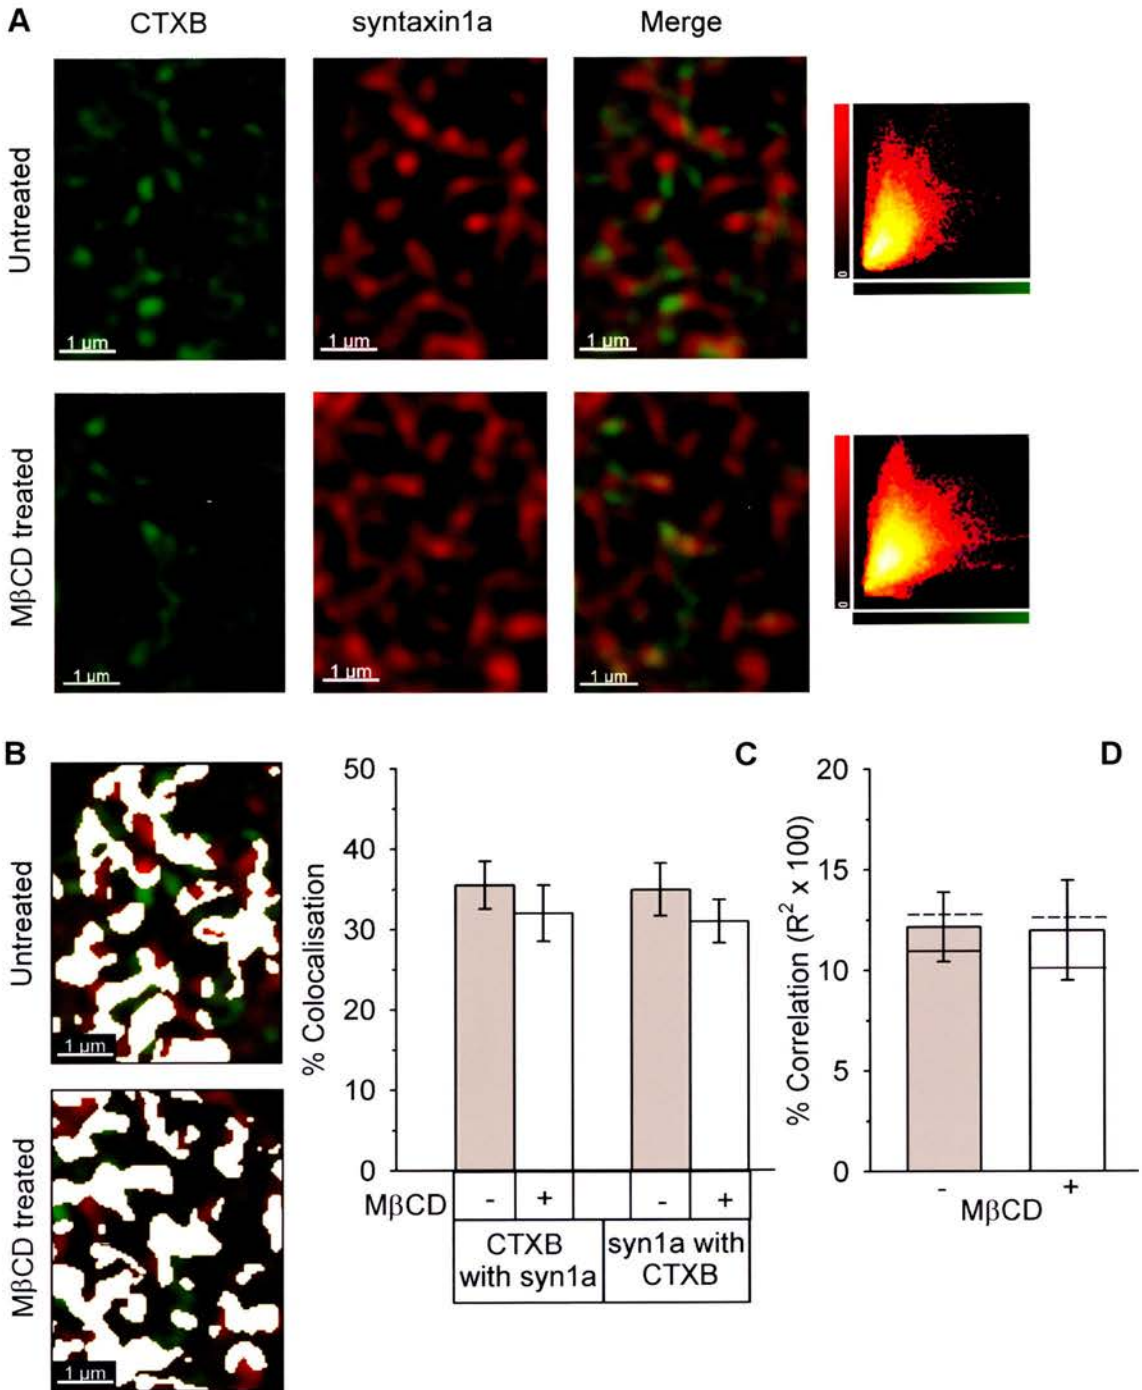 A
CTXB
syntaxin1a
Merge
Untreated
1 µm
1 µm
1 µm
0
MβCD treated
1 µm
1 µm
1 µm
0
B
Untreated
1 µm
MβCD treated
1 µm
C
% Colocalisation
50
40
30
20
10
0
MβCD - + - +
CTXB with syn1a
syn1a with CTXB
D
% Correlation (R² x 100)
20
15
10
5
0
- +
MβCD